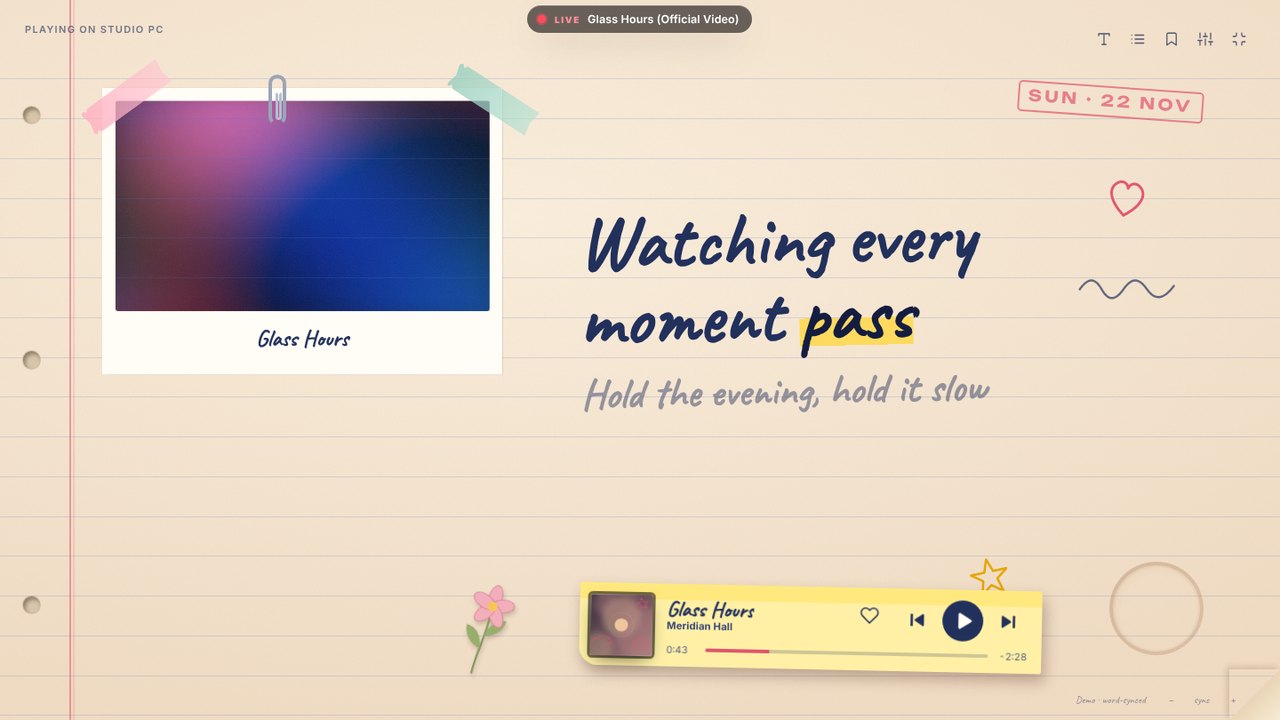 PLAYING ON STUDIO PC
LIVE Glass Hours (Official Video)
SUN · 22 NOV
Glass Hours
Watching every
moment pass
Hold the evening, hold it slow
Glass Hours
Meridian Hall
0:43
-2:28
Demo · word-synced − sync +